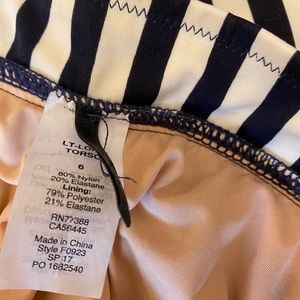 LT-LON
TORSO
6
80% Nylon
20% Elastane
Lining:
79% Polyester
21% Elastane
RN77388
CA56445
Made in China
Style F0923
SP 17
PO 1682540